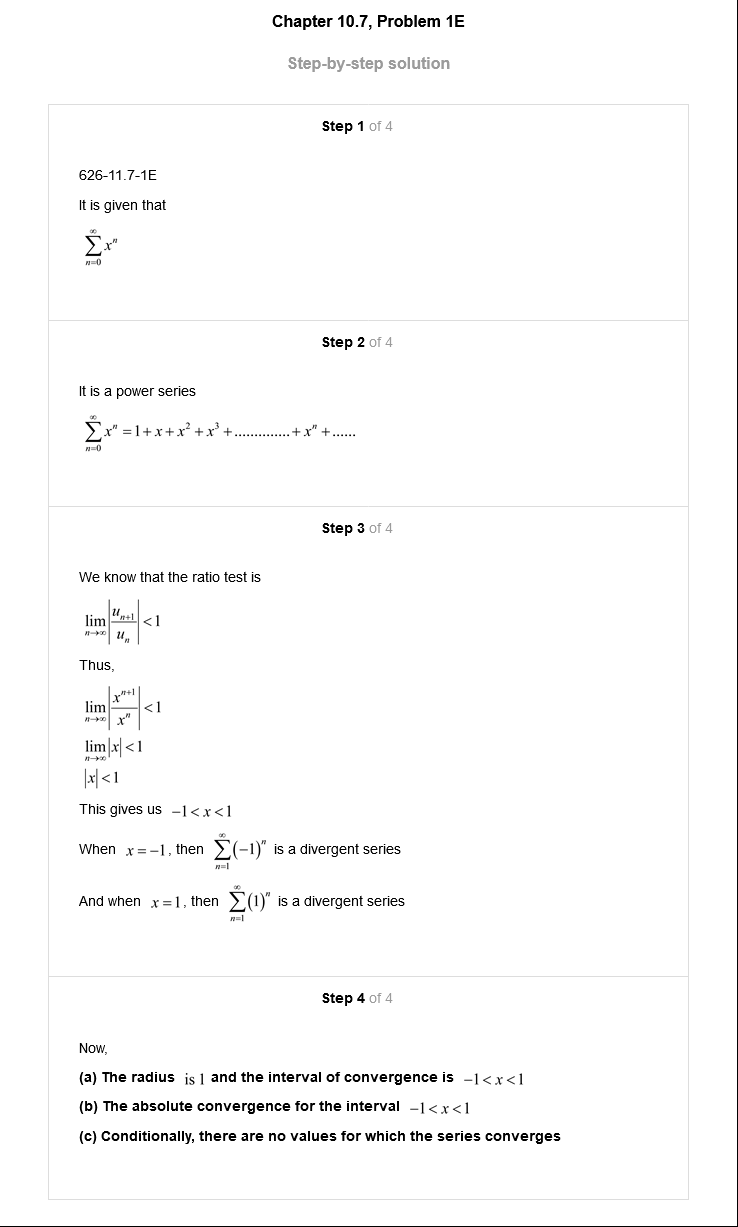 Chapter 10.7, Problem 1E
Step-by-step solution
Step 1 of 4
626-11.7-1E
It is given that
$\sum_{n=0}^{\infty} x^n$
Step 2 of 4
It is a power series
$\sum_{n=0}^{\infty} x^n = 1 + x + x^2 + x^3 + .............. + x^n + ......$
Step 3 of 4
We know that the ratio test is
$\lim_{n \to \infty} \left| \frac{u_{n+1}}{u_n} \right| < 1$
Thus,
$\lim_{n \to \infty} \left| \frac{x^{n+1}}{x^n} \right| < 1$
$\lim_{n \to \infty} |x| < 1$
$|x| < 1$
This gives us $-1 < x < 1$
When $x = -1$, then $\sum_{n=1}^{\infty} (-1)^n$ is a divergent series
And when $x = 1$, then $\sum_{n=1}^{\infty} (1)^n$ is a divergent series
Step 4 of 4
Now,
(a) The radius is 1 and the interval of convergence is $-1 < x < 1$
(b) The absolute convergence for the interval $-1 < x < 1$
(c) Conditionally, there are no values for which the series converges